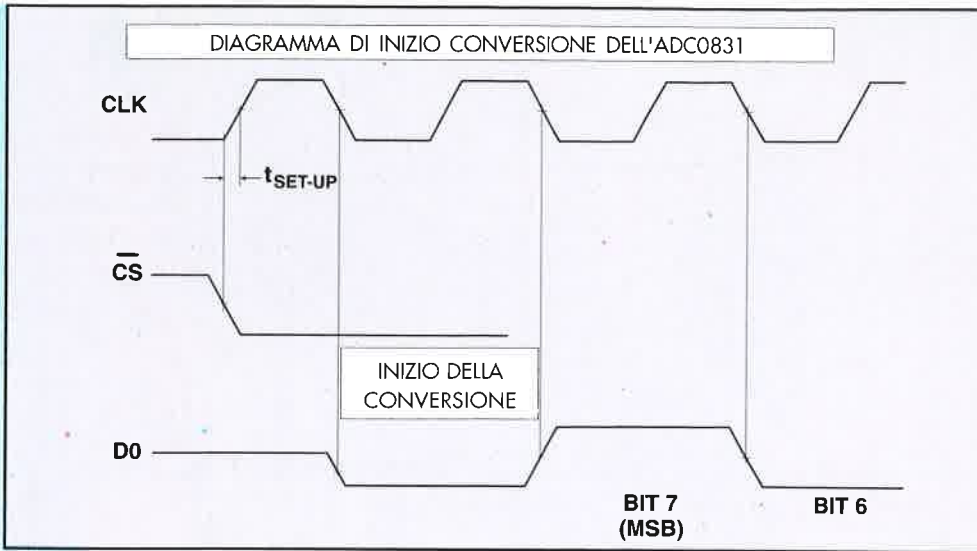 DIAGRAMMA DI INIZIO CONVERSIONE DELL'ADC0831
CLK
tSET-UP
CS
INIZIO DELLA
CONVERSIONE
D0
BIT 7
(MSB)
BIT 6